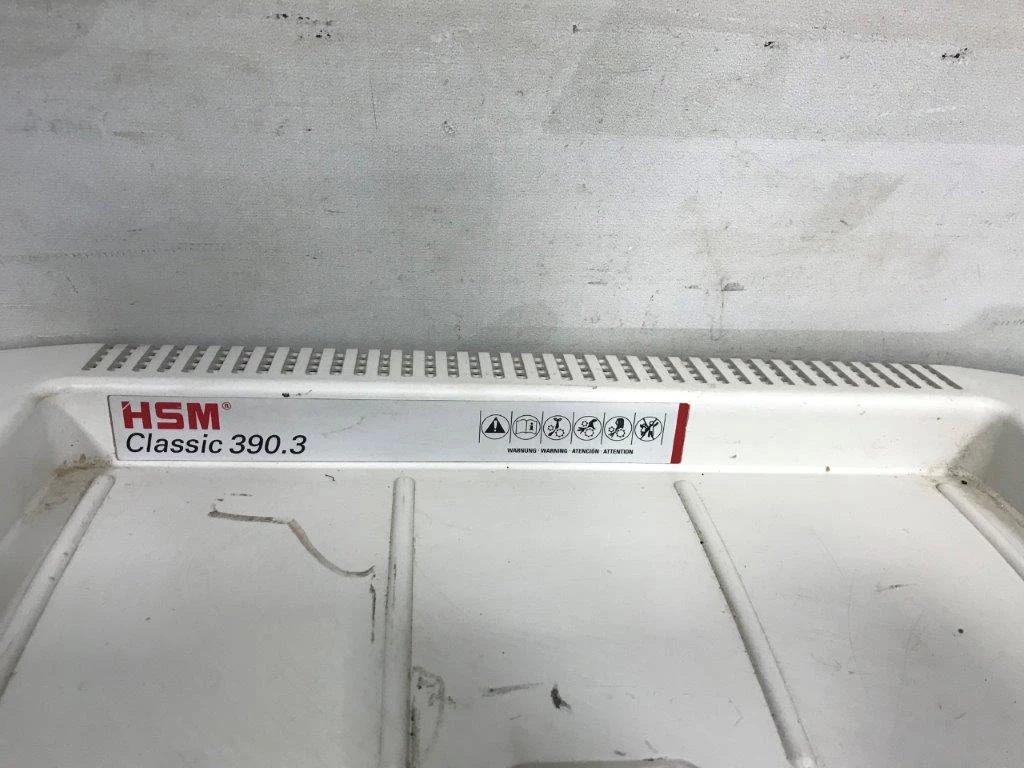 HSM®
Classic 390.3
WARNUNG · WARNING · ATENCIÓN · ATTENTION